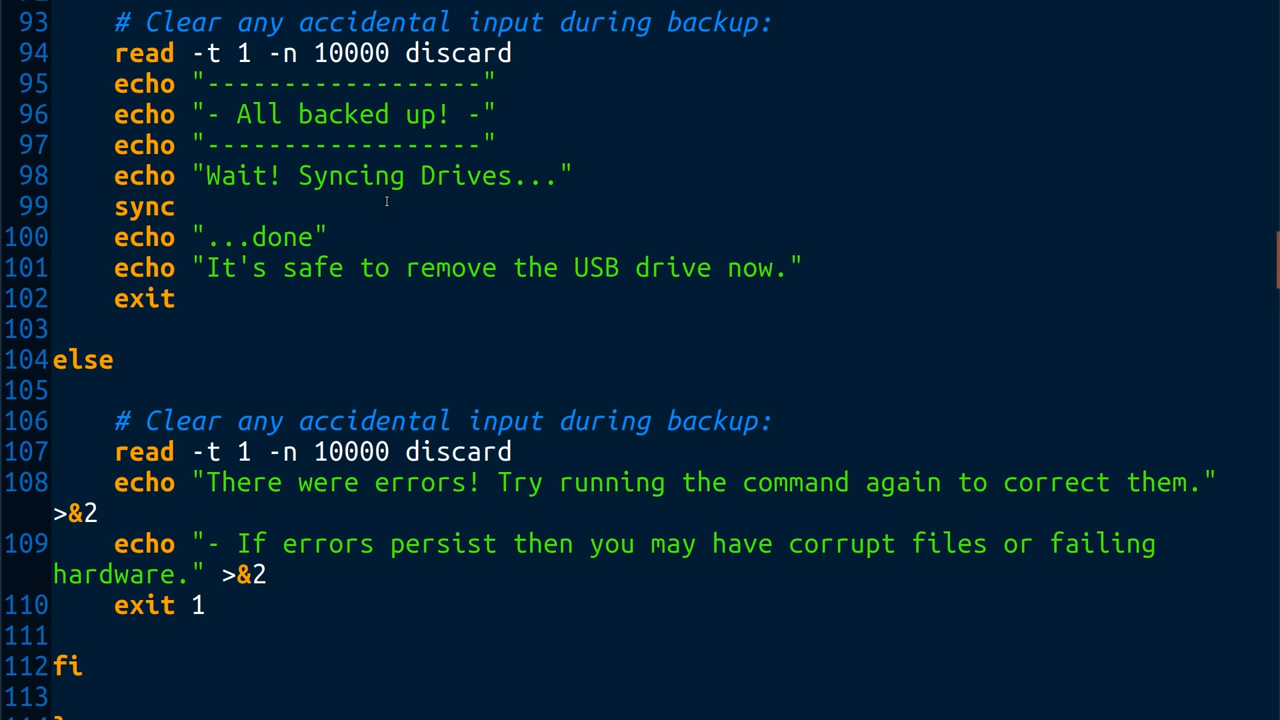 93 # Clear any accidental input during backup:
94 read -t 1 -n 10000 discard
95 echo "------------------"
96 echo "- All backed up! -"
97 echo "------------------"
98 echo "Wait! Syncing Drives..."
99 sync
100 echo "...done"
101 echo "It's safe to remove the USB drive now."
102 exit
103
104 else
105
106 # Clear any accidental input during backup:
107 read -t 1 -n 10000 discard
108 echo "There were errors! Try running the command again to correct them."
>&2
109 echo "- If errors persist then you may have corrupt files or failing
hardware." >&2
110 exit 1
111
112 fi
113